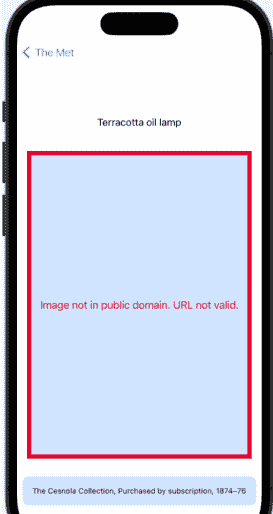 The Met
Terracotta oil lamp
Image not in public domain. URL not valid.
The Cesnola Collection, Purchased by subscription, 1874–76